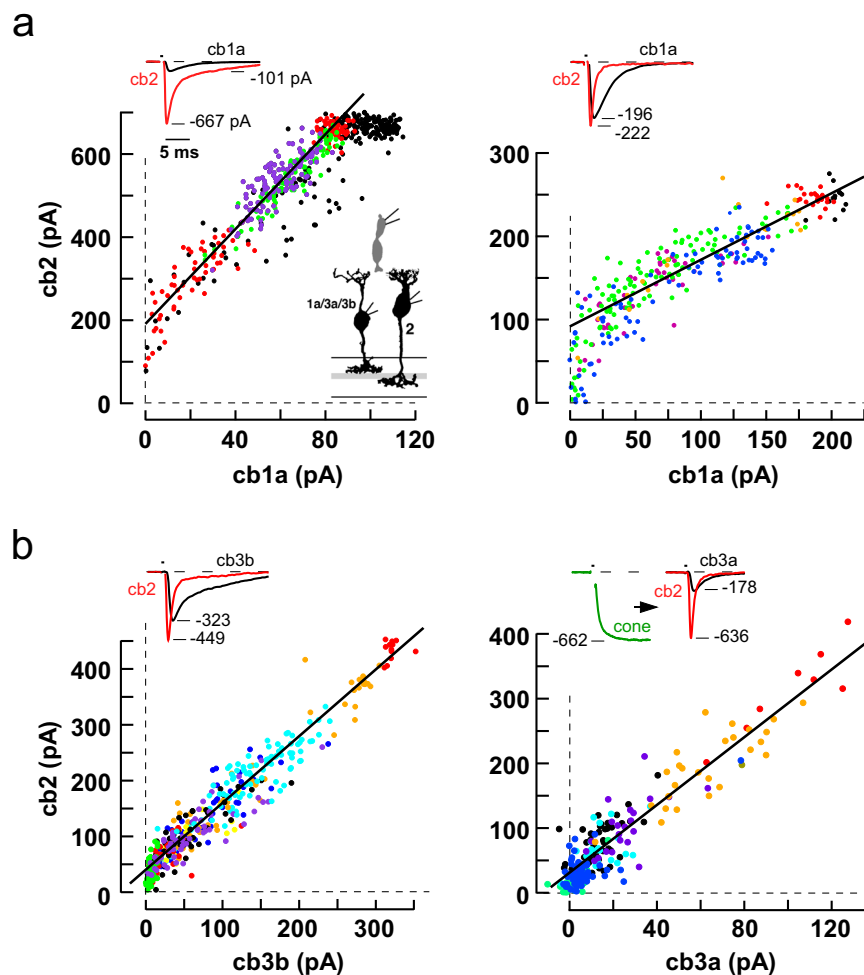 a
cb1a
cb2
-101 pA
-667 pA
5 ms
600
400
200
0
cb2 (pA)
1a/3a/3b
2
0 40 80 120
cb1a (pA)
cb1a
cb2
-196
-222
300
200
100
0
0 50 100 150 200
cb1a (pA)
b
cb3b
cb2
-323
-449
400
300
200
100
0
cb2 (pA)
0 100 200 300
cb3b (pA)
cb3a
cb2
-178
cone
-662
-636
400
300
200
100
0
0 40 80 120
cb3a (pA)